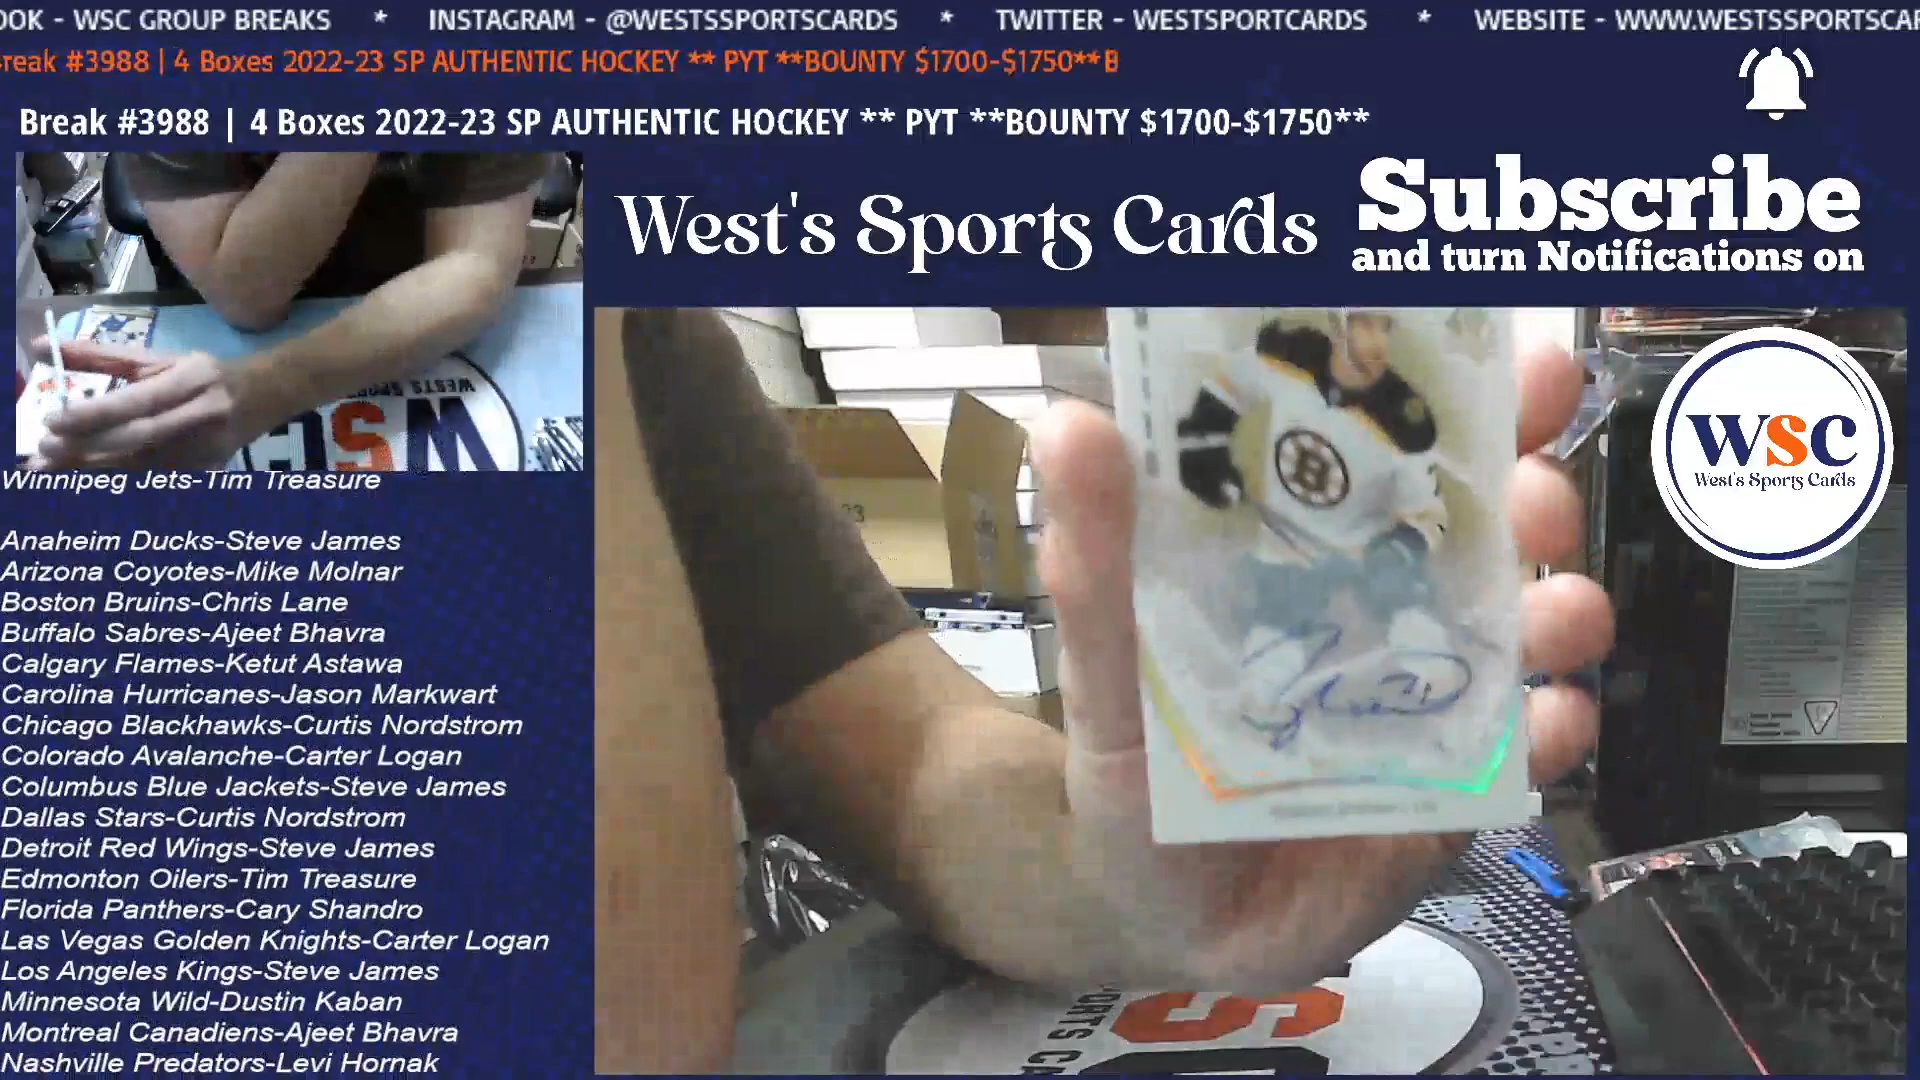 OOK - WSC GROUP BREAKS * INSTAGRAM - @WESTSSPORTSCARDS * TWITTER - WESTSPORTCARDS * WEBSITE - WWW.WESTSSPORTSCAR
reak #3988 | 4 Boxes 2022-23 SP AUTHENTIC HOCKEY ** PYT **BOUNTY $1700-$1750**B
Break #3988 | 4 Boxes 2022-23 SP AUTHENTIC HOCKEY ** PYT **BOUNTY $1700-$1750**
West's Sports Cards
Subscribe
and turn Notifications on
WSC
West's Sports Cards
WESTS SPO
WSC
B
Winnipeg Jets-Tim Treasure
Anaheim Ducks-Steve James
Arizona Coyotes-Mike Molnar
Boston Bruins-Chris Lane
Buffalo Sabres-Ajeet Bhavra
Calgary Flames-Ketut Astawa
Carolina Hurricanes-Jason Markwart
Chicago Blackhawks-Curtis Nordstrom
Colorado Avalanche-Carter Logan
Columbus Blue Jackets-Steve James
Dallas Stars-Curtis Nordstrom
Detroit Red Wings-Steve James
Edmonton Oilers-Tim Treasure
Florida Panthers-Cary Shandro
Las Vegas Golden Knights-Carter Logan
Los Angeles Kings-Steve James
Minnesota Wild-Dustin Kaban
Montreal Canadiens-Ajeet Bhavra
Nashville Predators-Levi Hornak